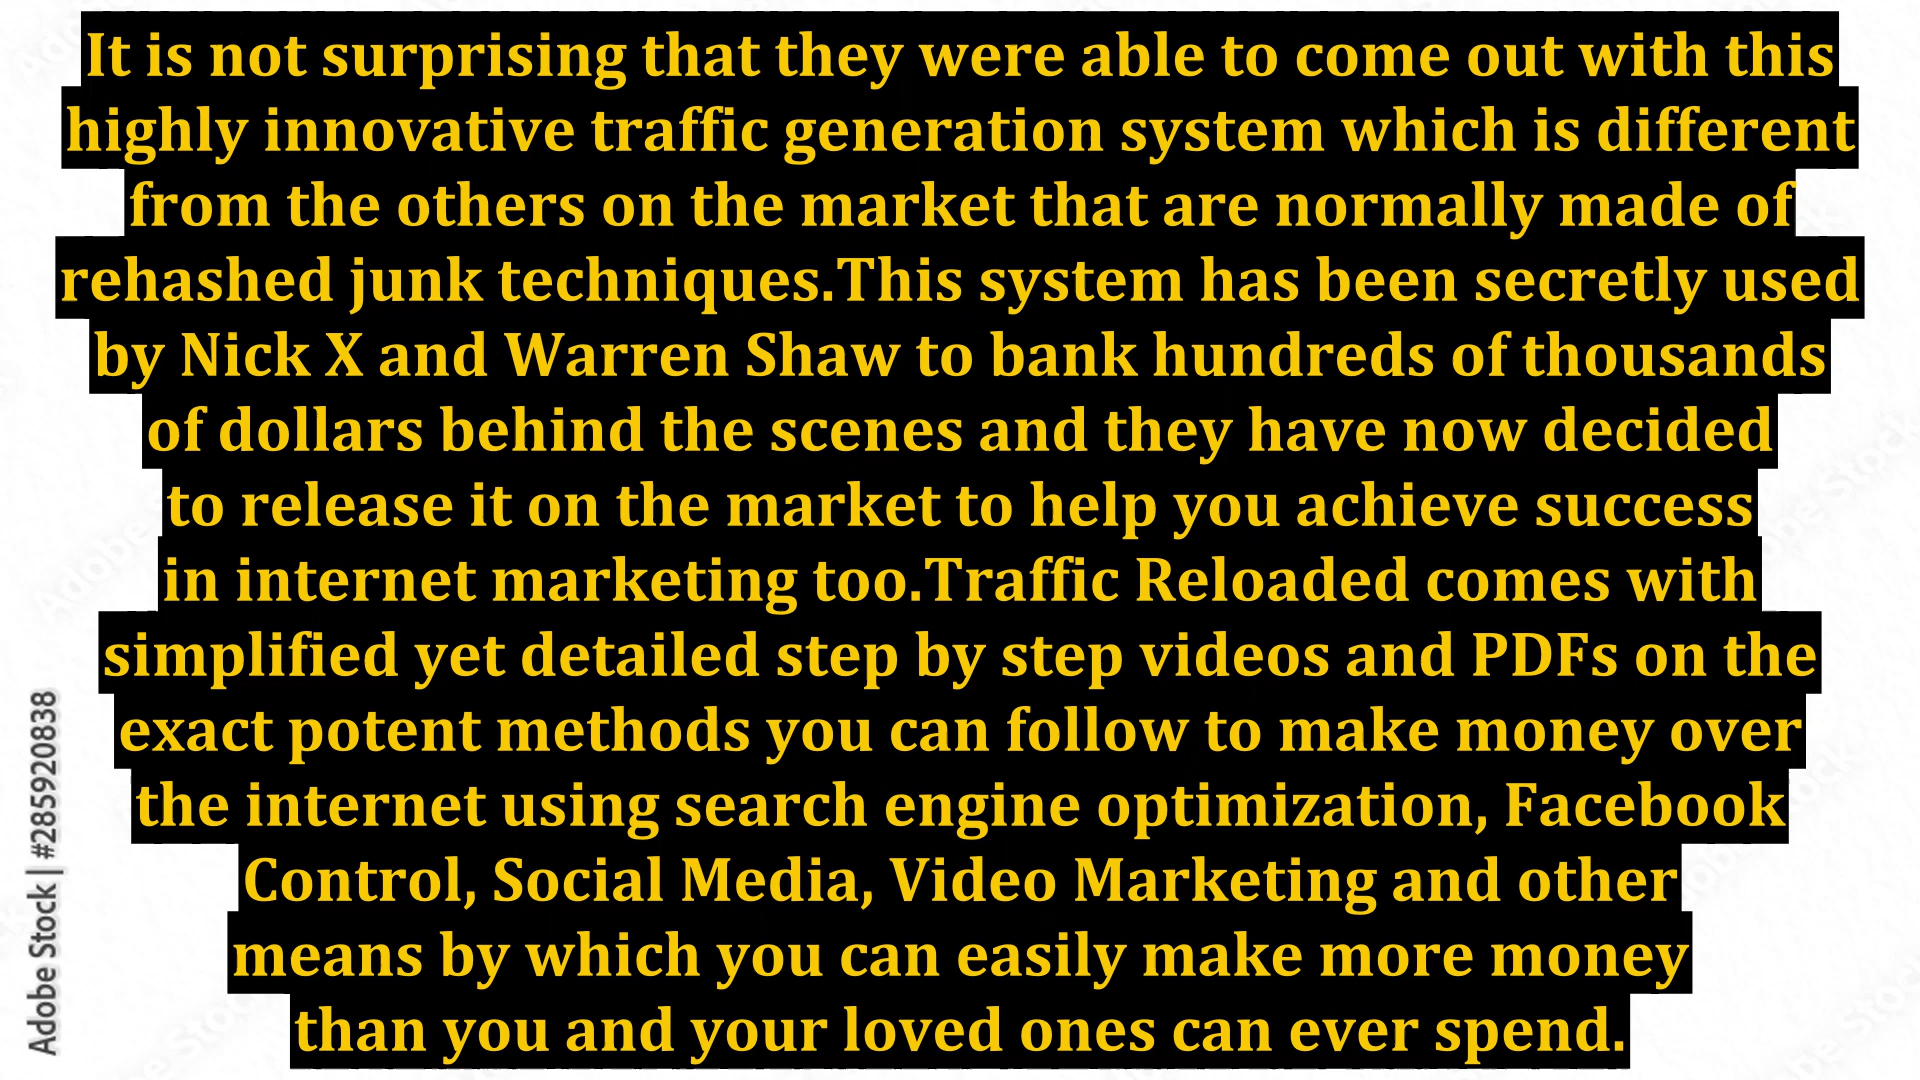 It is not surprising that they were able to come out with this
highly innovative traffic generation system which is different
from the others on the market that are normally made of
rehashed junk techniques.This system has been secretly used
by Nick X and Warren Shaw to bank hundreds of thousands
of dollars behind the scenes and they have now decided
to release it on the market to help you achieve success
in internet marketing too.Traffic Reloaded comes with
simplified yet detailed step by step videos and PDFs on the
exact potent methods you can follow to make money over
the internet using search engine optimization, Facebook
Control, Social Media, Video Marketing and other
means by which you can easily make more money
than you and your loved ones can ever spend.
Adobe Stock | #285920838